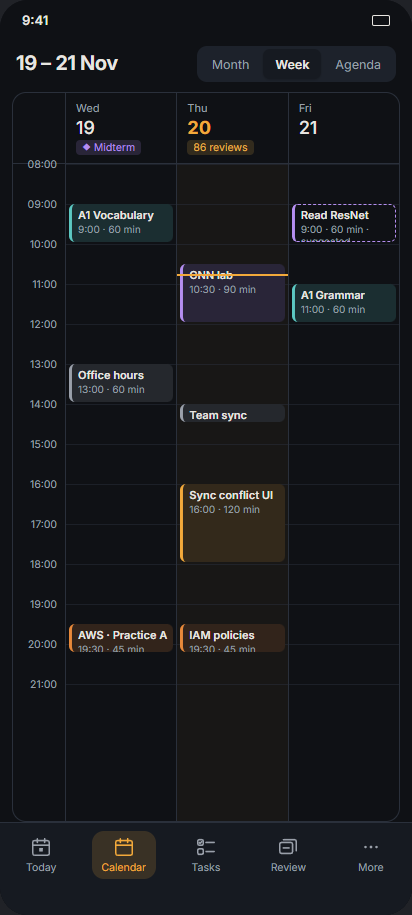 9:41
19 – 21 Nov
Month
Week
Agenda
Wed
19
Midterm
Thu
20
86 reviews
Fri
21
08:00
09:00
A1 Vocabulary
9:00 · 60 min
Read ResNet
9:00 · 60 min ·
suggested
10:00
CNN lab
10:30 · 90 min
11:00
A1 Grammar
11:00 · 60 min
12:00
13:00
Office hours
13:00 · 60 min
14:00
Team sync
15:00
16:00
Sync conflict UI
16:00 · 120 min
17:00
18:00
19:00
AWS · Practice A
19:30 · 45 min
IAM policies
19:30 · 45 min
20:00
21:00
Today
Calendar
Tasks
Review
More